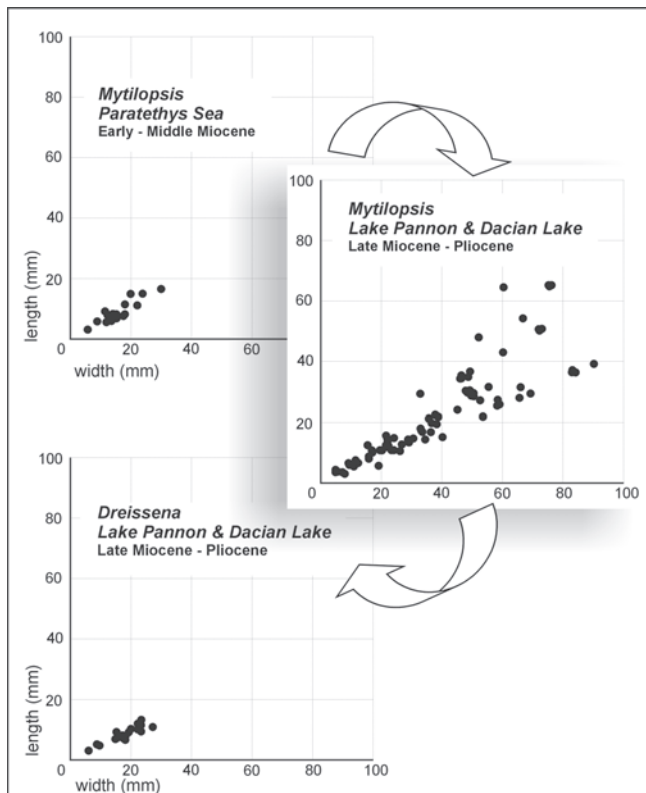 100
80
Mytilopsis
Paratethys Sea
Early - Middle Miocene
60
40
20
length (mm)
0 20 40 60
width (mm)
100
80
Mytilopsis
Lake Pannon & Dacian Lake
Late Miocene - Pliocene
60
40
20
0 20 40 60 80 100
100
80
Dreissena
Lake Pannon & Dacian Lake
Late Miocene - Pliocene
60
40
20
length (mm)
0 20 40 60 80 100
width (mm)